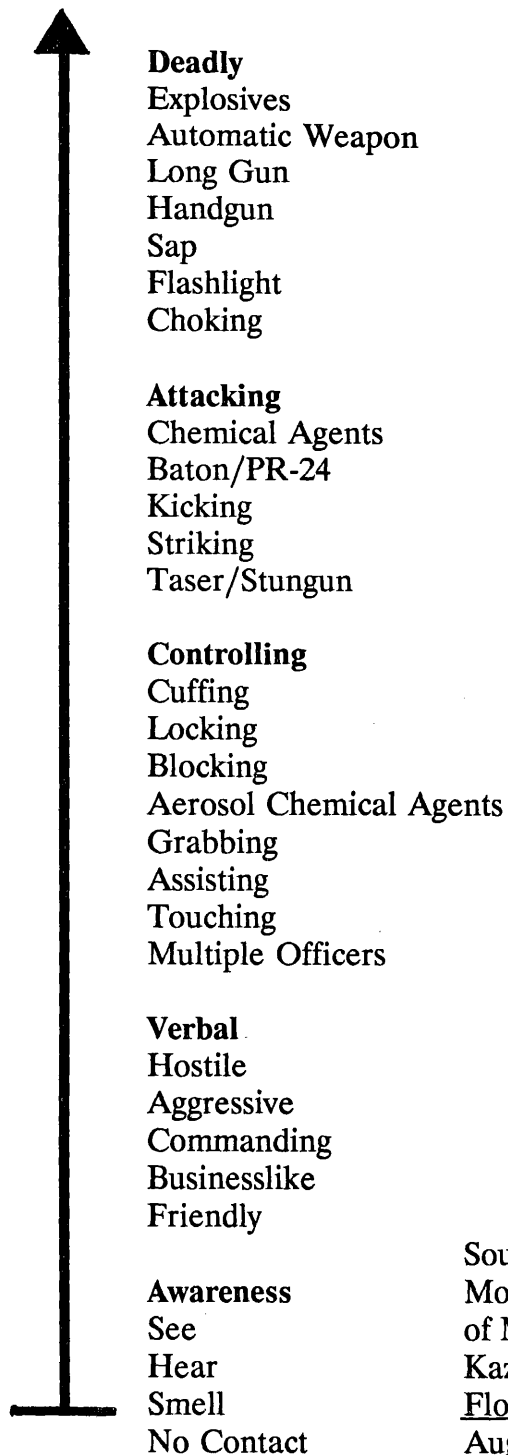 Deadly
Explosives
Automatic Weapon
Long Gun
Handgun
Sap
Flashlight
Choking
Attacking
Chemical Agents
Baton/PR-24
Kicking
Striking
Taser/Stungun
Controlling
Cuffing
Locking
Blocking
Aerosol Chemical Agents
Grabbing
Assisting
Touching
Multiple Officers
Verbal
Hostile
Aggressive
Commanding
Businesslike
Friendly
Awareness
See
Hear
Smell
No Contact
of